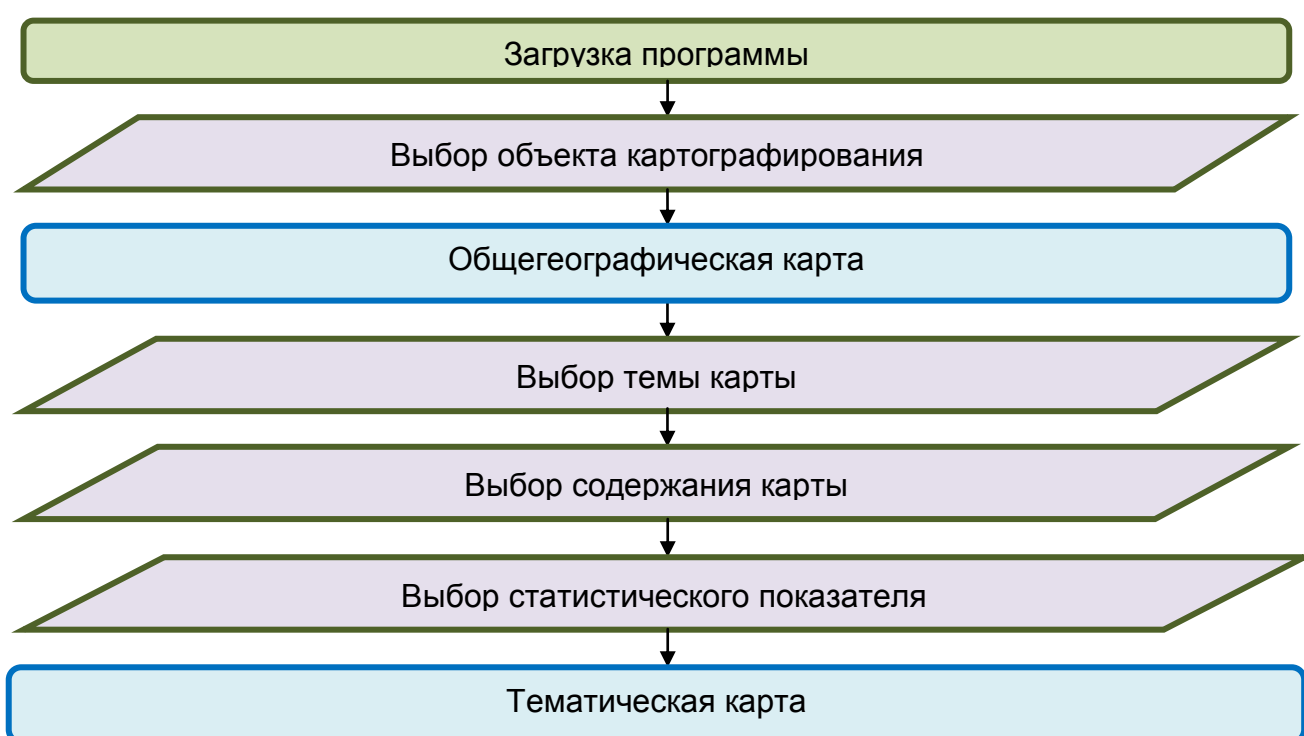 Загрузка программы
Выбор объекта картографирования
Общегеографическая карта
Выбор темы карты
Выбор содержания карты
Выбор статистического показателя
Тематическая карта